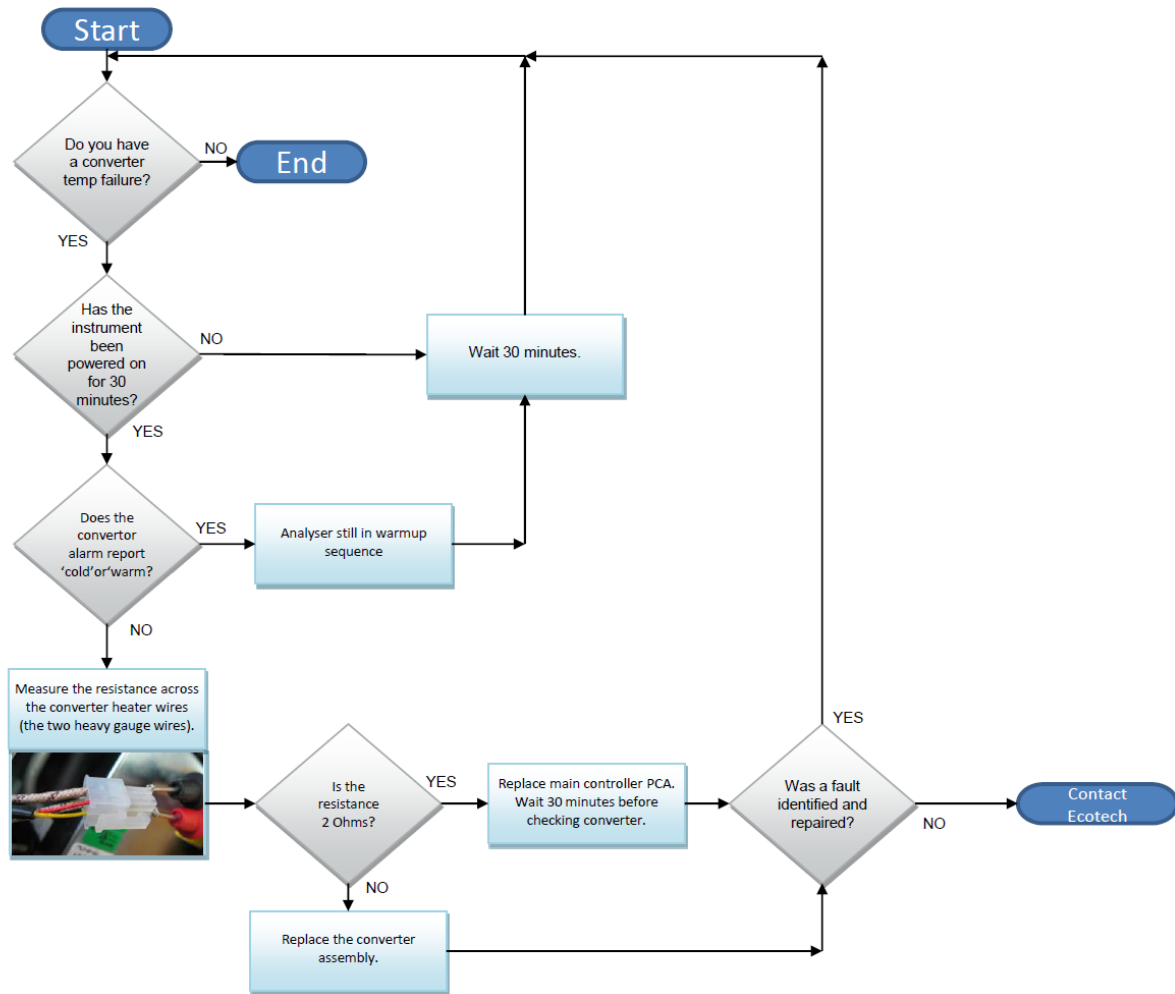 Start
Do you have
a converter
temp failure?
NO
End
YES
Has the
instrument
been
powered on
for 30
minutes?
NO
Wait 30 minutes.
YES
Does the
convertor
alarm report
‘cold’or‘warm?
YES
Analyser still in warmup
sequence
NO
Measure the resistance across
the converter heater wires
(the two heavy gauge wires).
Is the
resistance
2 Ohms?
YES
Replace main controller PCA.
Wait 30 minutes before
checking converter.
NO
Replace the converter
assembly.
YES
Was a fault
identified and
repaired?
NO
Contact
Ecotech